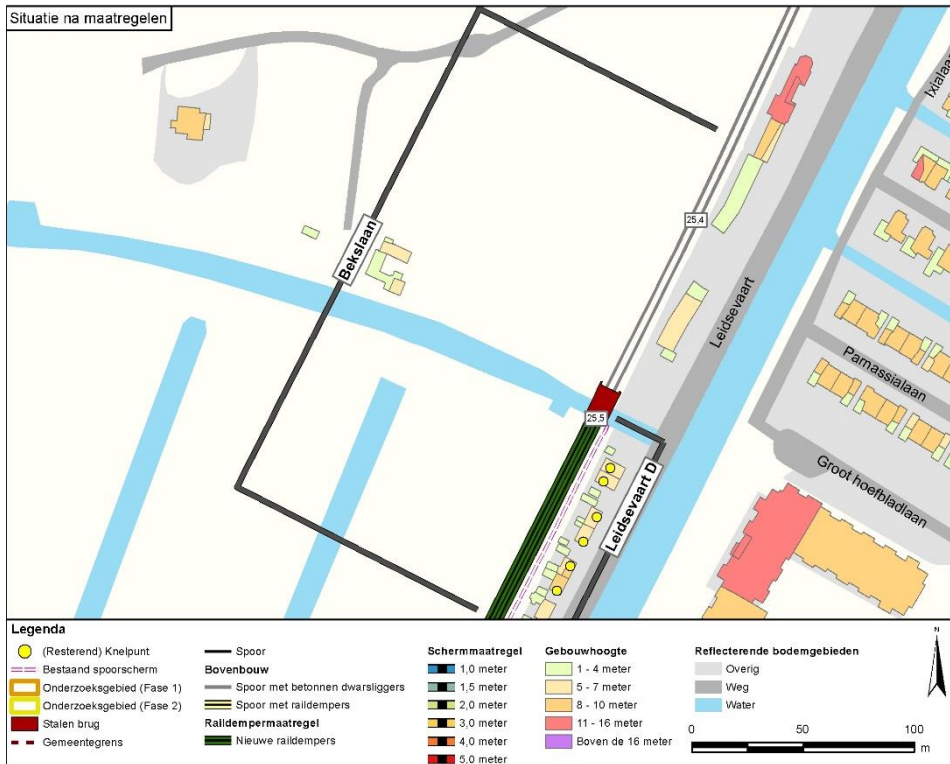 Situatie na maatregelen
Ixialaan
25,4
Bekslaan
Leidsevaart
Parnassialaan
25,5
Groot hoefbladlaan
Leidsevaart D
Legenda
(Resterend) Knelpunt
Bestaand spoorscherm
Onderzoeksgebied (Fase 1)
Onderzoeksgebied (Fase 2)
Stalen brug
Gemeentegrens
Spoor
Bovenbouw
Spoor met betonnen dwarsliggers
Spoor met raildempers
Raildempermaatregel
Nieuwe raildempers
Schermmaatregel
1,0 meter
1,5 meter
2,0 meter
3,0 meter
4,0 meter
5,0 meter
Gebouwhoogte
1 - 4 meter
5 - 7 meter
8 - 10 meter
11 - 16 meter
Boven de 16 meter
Reflecterende bodemgebieden
Overig
Weg
Water
N
0 50 100
m